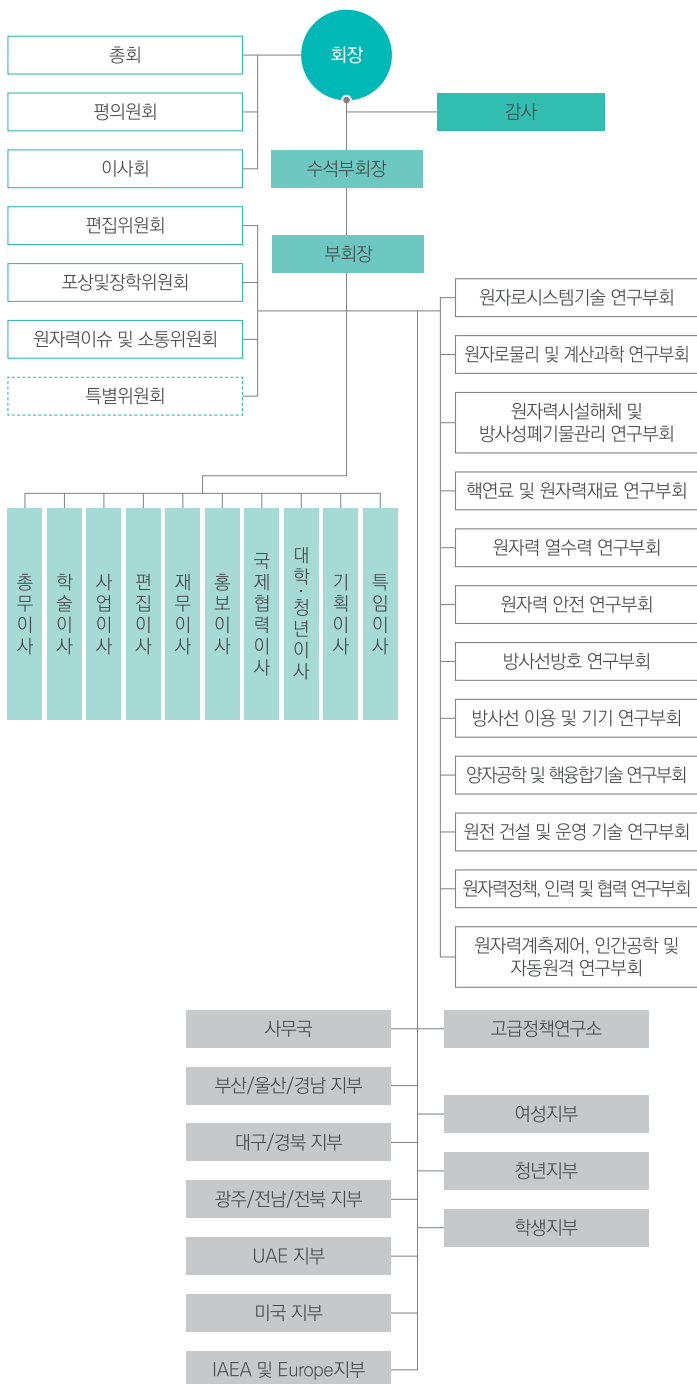 회장
총회
평의원회
이사회
감사
수석부회장
부회장
편집위원회
포상및장학위원회
원자력이슈 및 소통위원회
특별위원회
총무이사
학술이사
사업이사
편집이사
재무이사
홍보이사
국제협력이사
대학·청년이사
기획이사
특임이사
원자로시스템기술 연구부회
원자로물리 및 계산과학 연구부회
원자력시설해체 및
방사성폐기물관리 연구부회
핵연료 및 원자력재료 연구부회
원자력 열수력 연구부회
원자력 안전 연구부회
방사선방호 연구부회
방사선 이용 및 기기 연구부회
양자공학 및 핵융합기술 연구부회
원전 건설 및 운영 기술 연구부회
원자력정책, 인력 및 협력 연구부회
원자력계측제어, 인간공학 및
자동원격 연구부회
사무국
부산/울산/경남 지부
대구/경북 지부
광주/전남/전북 지부
UAE 지부
미국 지부
IAEA 및 Europe지부
고급정책연구소
여성지부
청년지부
학생지부